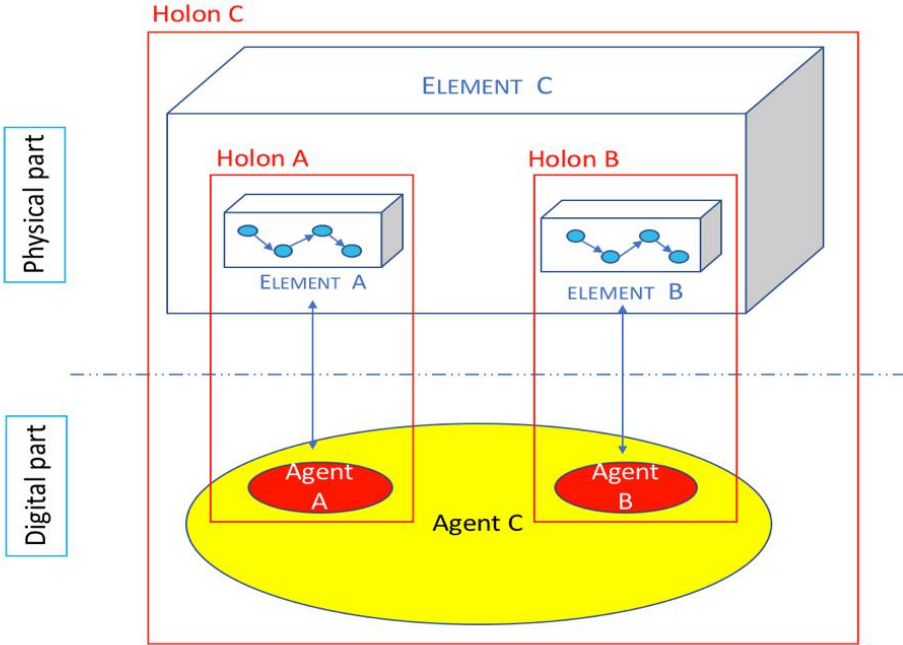 Holon C
ELEMENT C
Physical part
Holon A
Holon B
ELEMENT A
ELEMENT B
Digital part
Agent
A
Agent
B
Agent C